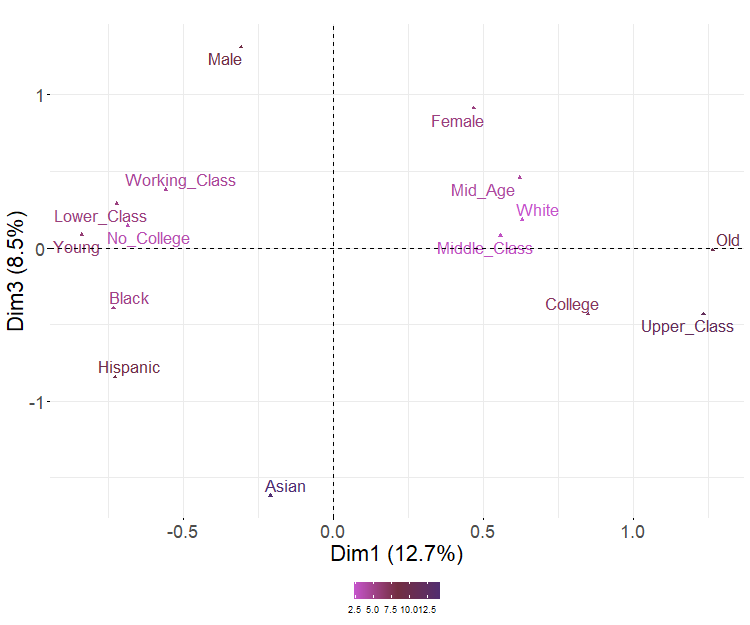 Male
1
Female
Working_Class
Mid_Age
White
Lower_Class
No_College
Old
0
Young
Middle_Class
Dim3 (8.5%)
Black
College
Upper_Class
Hispanic
-1
Asian
-0.5 0.0 0.5 1.0
Dim1 (12.7%)
2.5 5.0 7.5 10.0 12.5